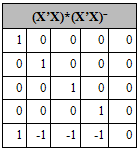 (X'X)*(X'X)⁻
1 0 0 0 0
0 1 0 0 0
0 0 1 0 0
0 0 0 1 0
1 -1 -1 -1 0